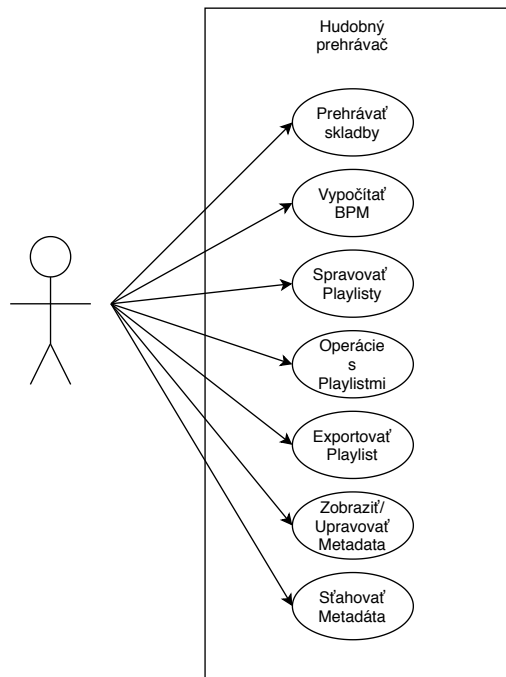 Hudobný
prehrávač
Prehrávať
skladby
Vypočítať
BPM
Spravovať
Playlisty
Operácie
s
Playlistmi
Exportovať
Playlist
Zobraziť/
Upravovať
Metadata
Sťahovať
Metadáta